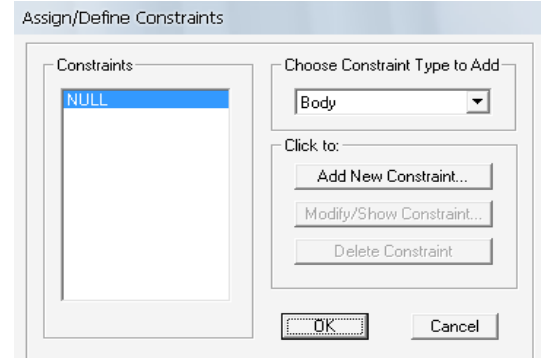 Assign/Define Constraints
Constraints
NULL
Choose Constraint Type to Add
Body
Click to:
Add New Constraint...
Modify/Show Constraint...
Delete Constraint
OK
Cancel